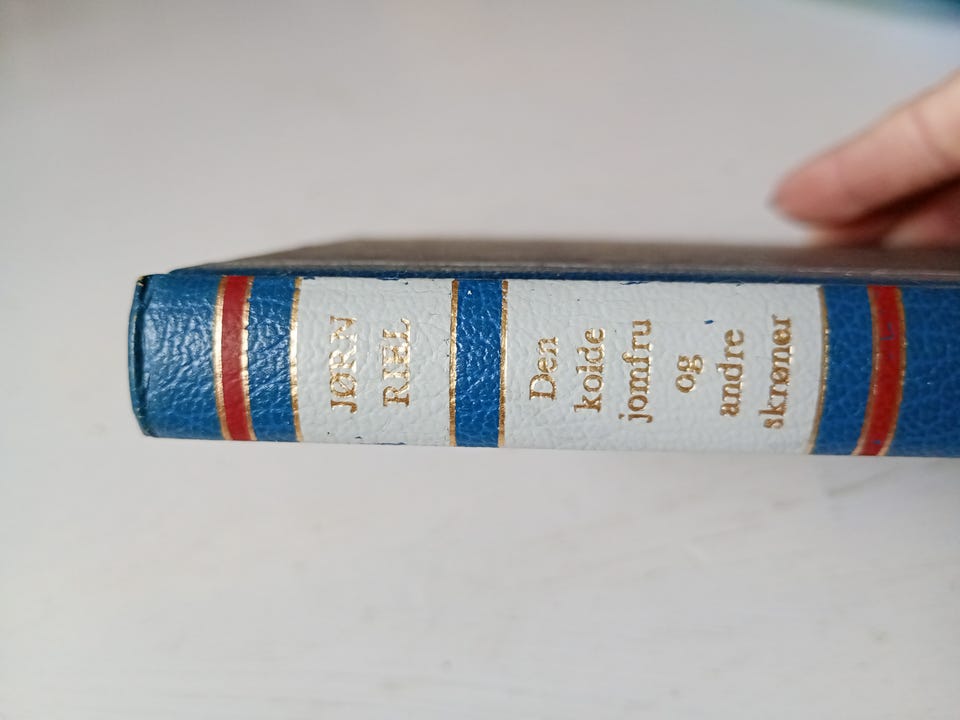 JØRN
RIEL
Den
kolde
jomfru
og
andre
skrøner